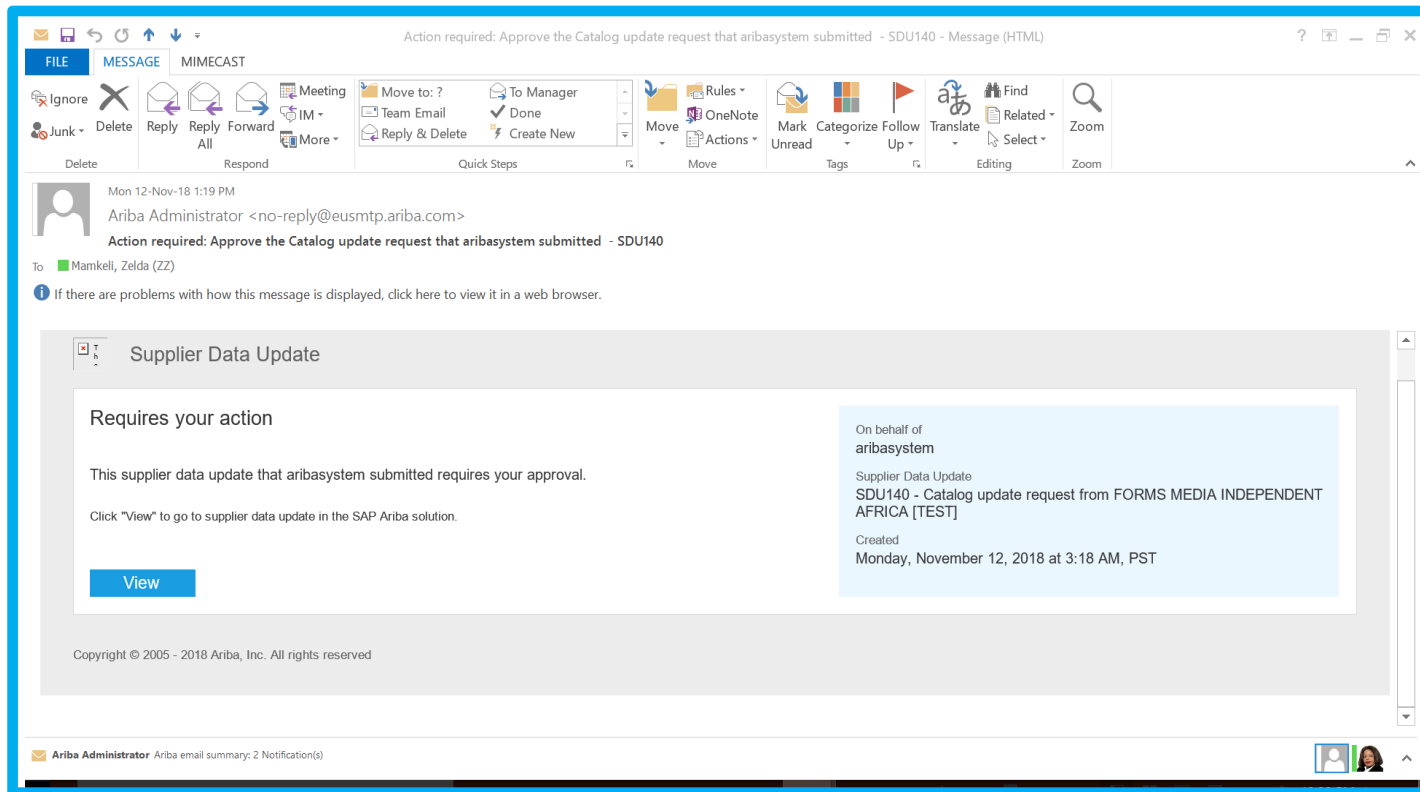 Action required: Approve the Catalog update request that aribasystem submitted - SDU140 - Message (HTML)
FILE MESSAGE MIMECAST
Ignore
Junk
Delete
Reply
Reply All
Forward
Meeting
IM
More
Move to: ?
Team Email
Reply & Delete
To Manager
Done
Create New
Move
Rules
OneNote
Actions
Mark Unread
Categorize
Follow Up
Translate
Find
Related
Select
Zoom
Delete Respond Quick Steps Move Tags Editing Zoom
Mon 12-Nov-18 1:19 PM
Ariba Administrator <no-reply@eusmtp.ariba.com>
Action required: Approve the Catalog update request that aribasystem submitted - SDU140
To Mamkeli, Zelda (ZZ)
If there are problems with how this message is displayed, click here to view it in a web browser.
Supplier Data Update
Requires your action
This supplier data update that aribasystem submitted requires your approval.
Click "View" to go to supplier data update in the SAP Ariba solution.
View
On behalf of
aribasystem
Supplier Data Update
SDU140 - Catalog update request from FORMS MEDIA INDEPENDENT
AFRICA [TEST]
Created
Monday, November 12, 2018 at 3:18 AM, PST
Copyright © 2005 - 2018 Ariba, Inc. All rights reserved
Ariba Administrator Ariba email summary: 2 Notification(s)